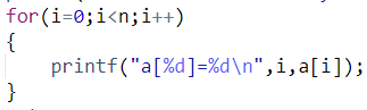 for(i=0;i<n;i++)
{
printf("a[%d]=%d\n",i,a[i]);
}